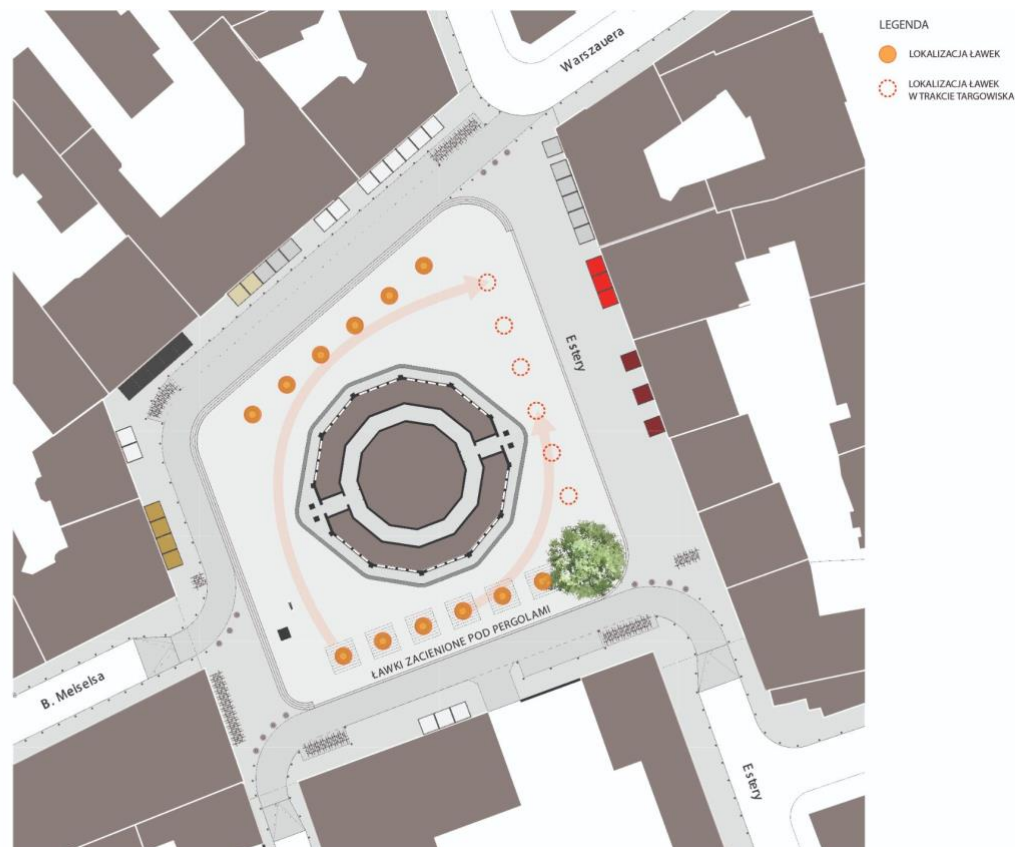 LEGENDA
LOKALIZACJA ŁAWEK
LOKALIZACJA ŁAWEK
W TRAKCIE TARGOWISKA
Warszauera
Estery
ŁAWKI ZACIENIONE POD PERGOLAMI
B. Meiselsa
Estery